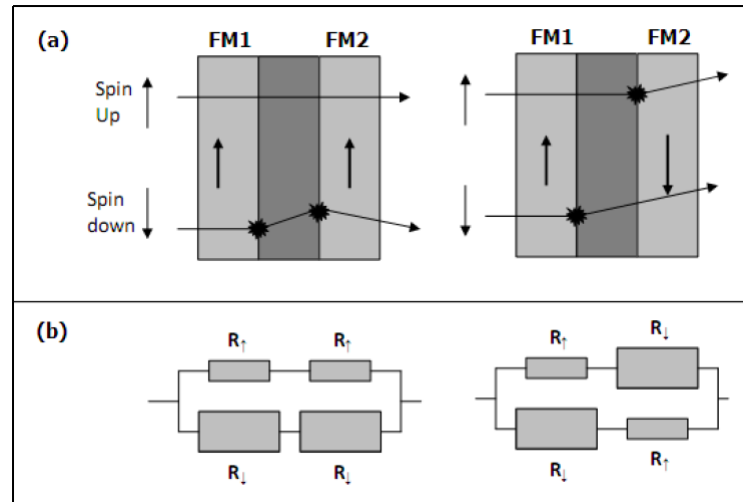 (a)
FM1 FM2 FM1 FM2
Spin
Up
Spin
down
(b)
R↑ R↑ R↑ R↓
R↓ R↓ R↓ R↑